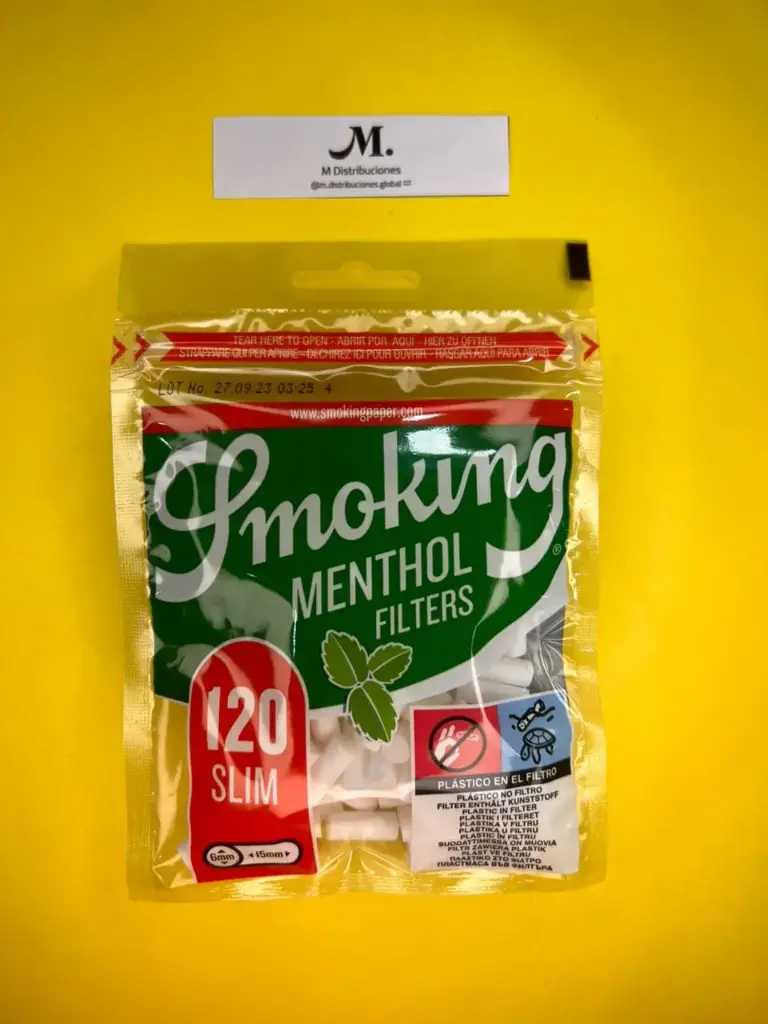 M.
M Distribuciones
@m.distribuciones.global
TEAR HERE TO OPEN - ABRIR POR AQUI - HIER ZU ÖFFNEN
STRAPPARE QUI PER APRIRE - DECHIREZ ICI POUR OUVRIR - RASGAR AQUI PARA ABRIR
LOT No. 27.09.23 03:25 4
www.smokingpaper.com
Smoking
®
MENTHOL
FILTERS
120
SLIM
6mm
15mm
PLÁSTICO EN EL FILTRO
PLÁSTICO NO FILTRO
FILTER ENTHÄLT KUNSTSTOFF
PLASTIC IN FILTER
PLASTIK I FILTERET
PLASTIKA V FILTRU
PLASTIKA U FILTRU
PLASTIC ÎN FILTRU
SUODATTIMESSA ON MUOVIA
FILTR ZAWIERA PLASTIK
PLAST VE FILTRU
ΠΛΑΣΤΙΚΟ ΣΤΟ ΦΙΛΤΡΟ
ПЛАСТМАСА ВЪВ ФИЛТЪРА